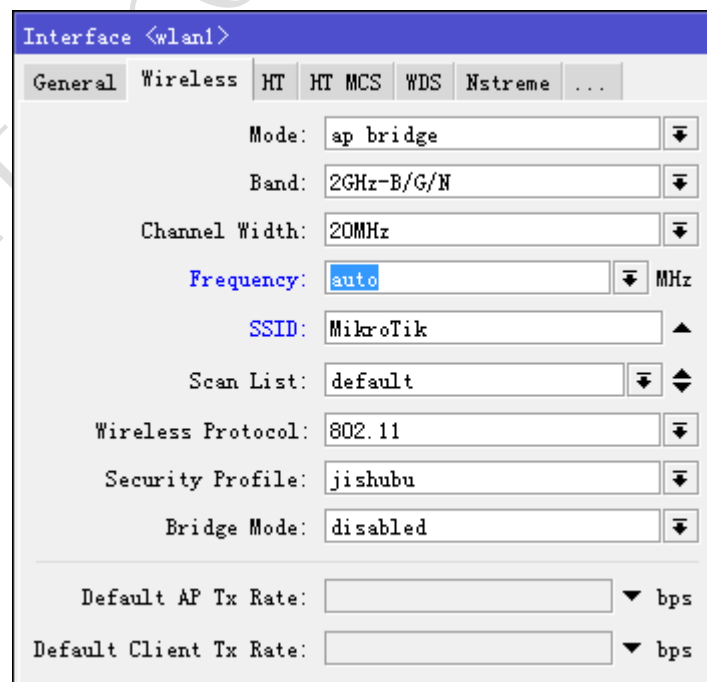 Interface <wlan1>
General Wireless HT HT MCS WDS Nstreme ...
Mode: ap bridge
Band: 2GHz-B/G/N
Channel Width: 20MHz
Frequency: auto MHz
SSID: MikroTik
Scan List: default
Wireless Protocol: 802.11
Security Profile: jishubu
Bridge Mode: disabled
Default AP Tx Rate: bps
Default Client Tx Rate: bps